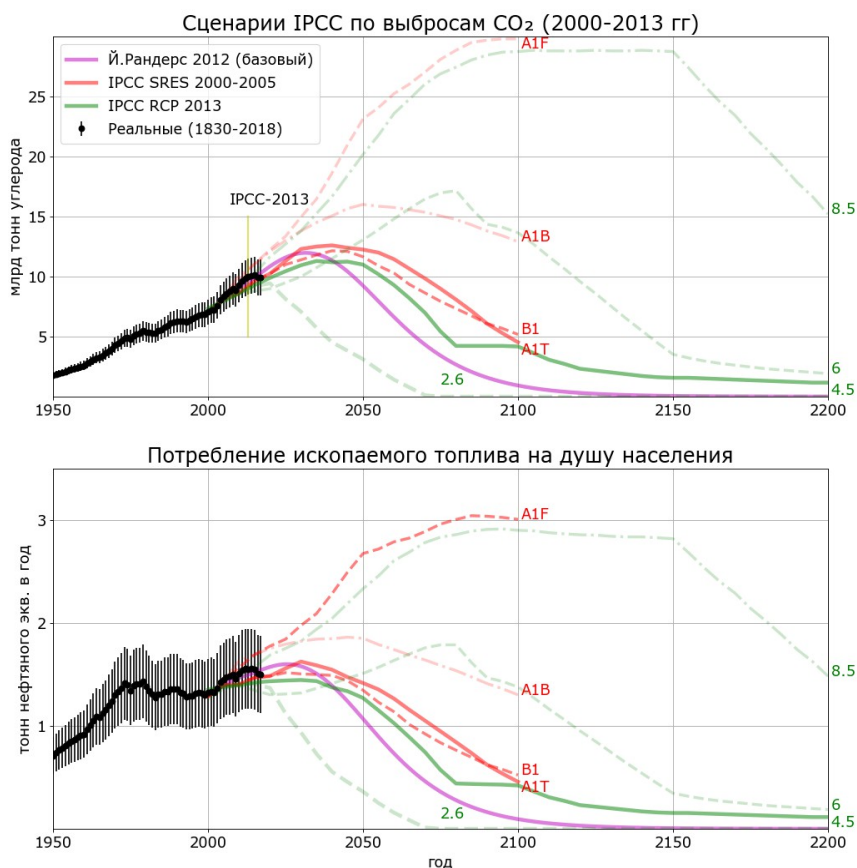 Сценарии IPCC по выбросам CO₂ (2000-2013 гг)
млрд тонн углерода
25
20
15
10
5
Й.Рандерс 2012 (базовый)
IPCC SRES 2000-2005
IPCC RCP 2013
Реальные (1830-2018)
IPCC-2013
A1F
A1B
B1
A1T
2.6
8.5
6
4.5
1950
2000
2050
2100
2150
2200
Потребление ископаемого топлива на душу населения
тонн нефтяного экв. в год
3
2
1
A1F
A1B
B1
A1T
2.6
8.5
6
4.5
1950
2000
2050
2100
2150
2200
год